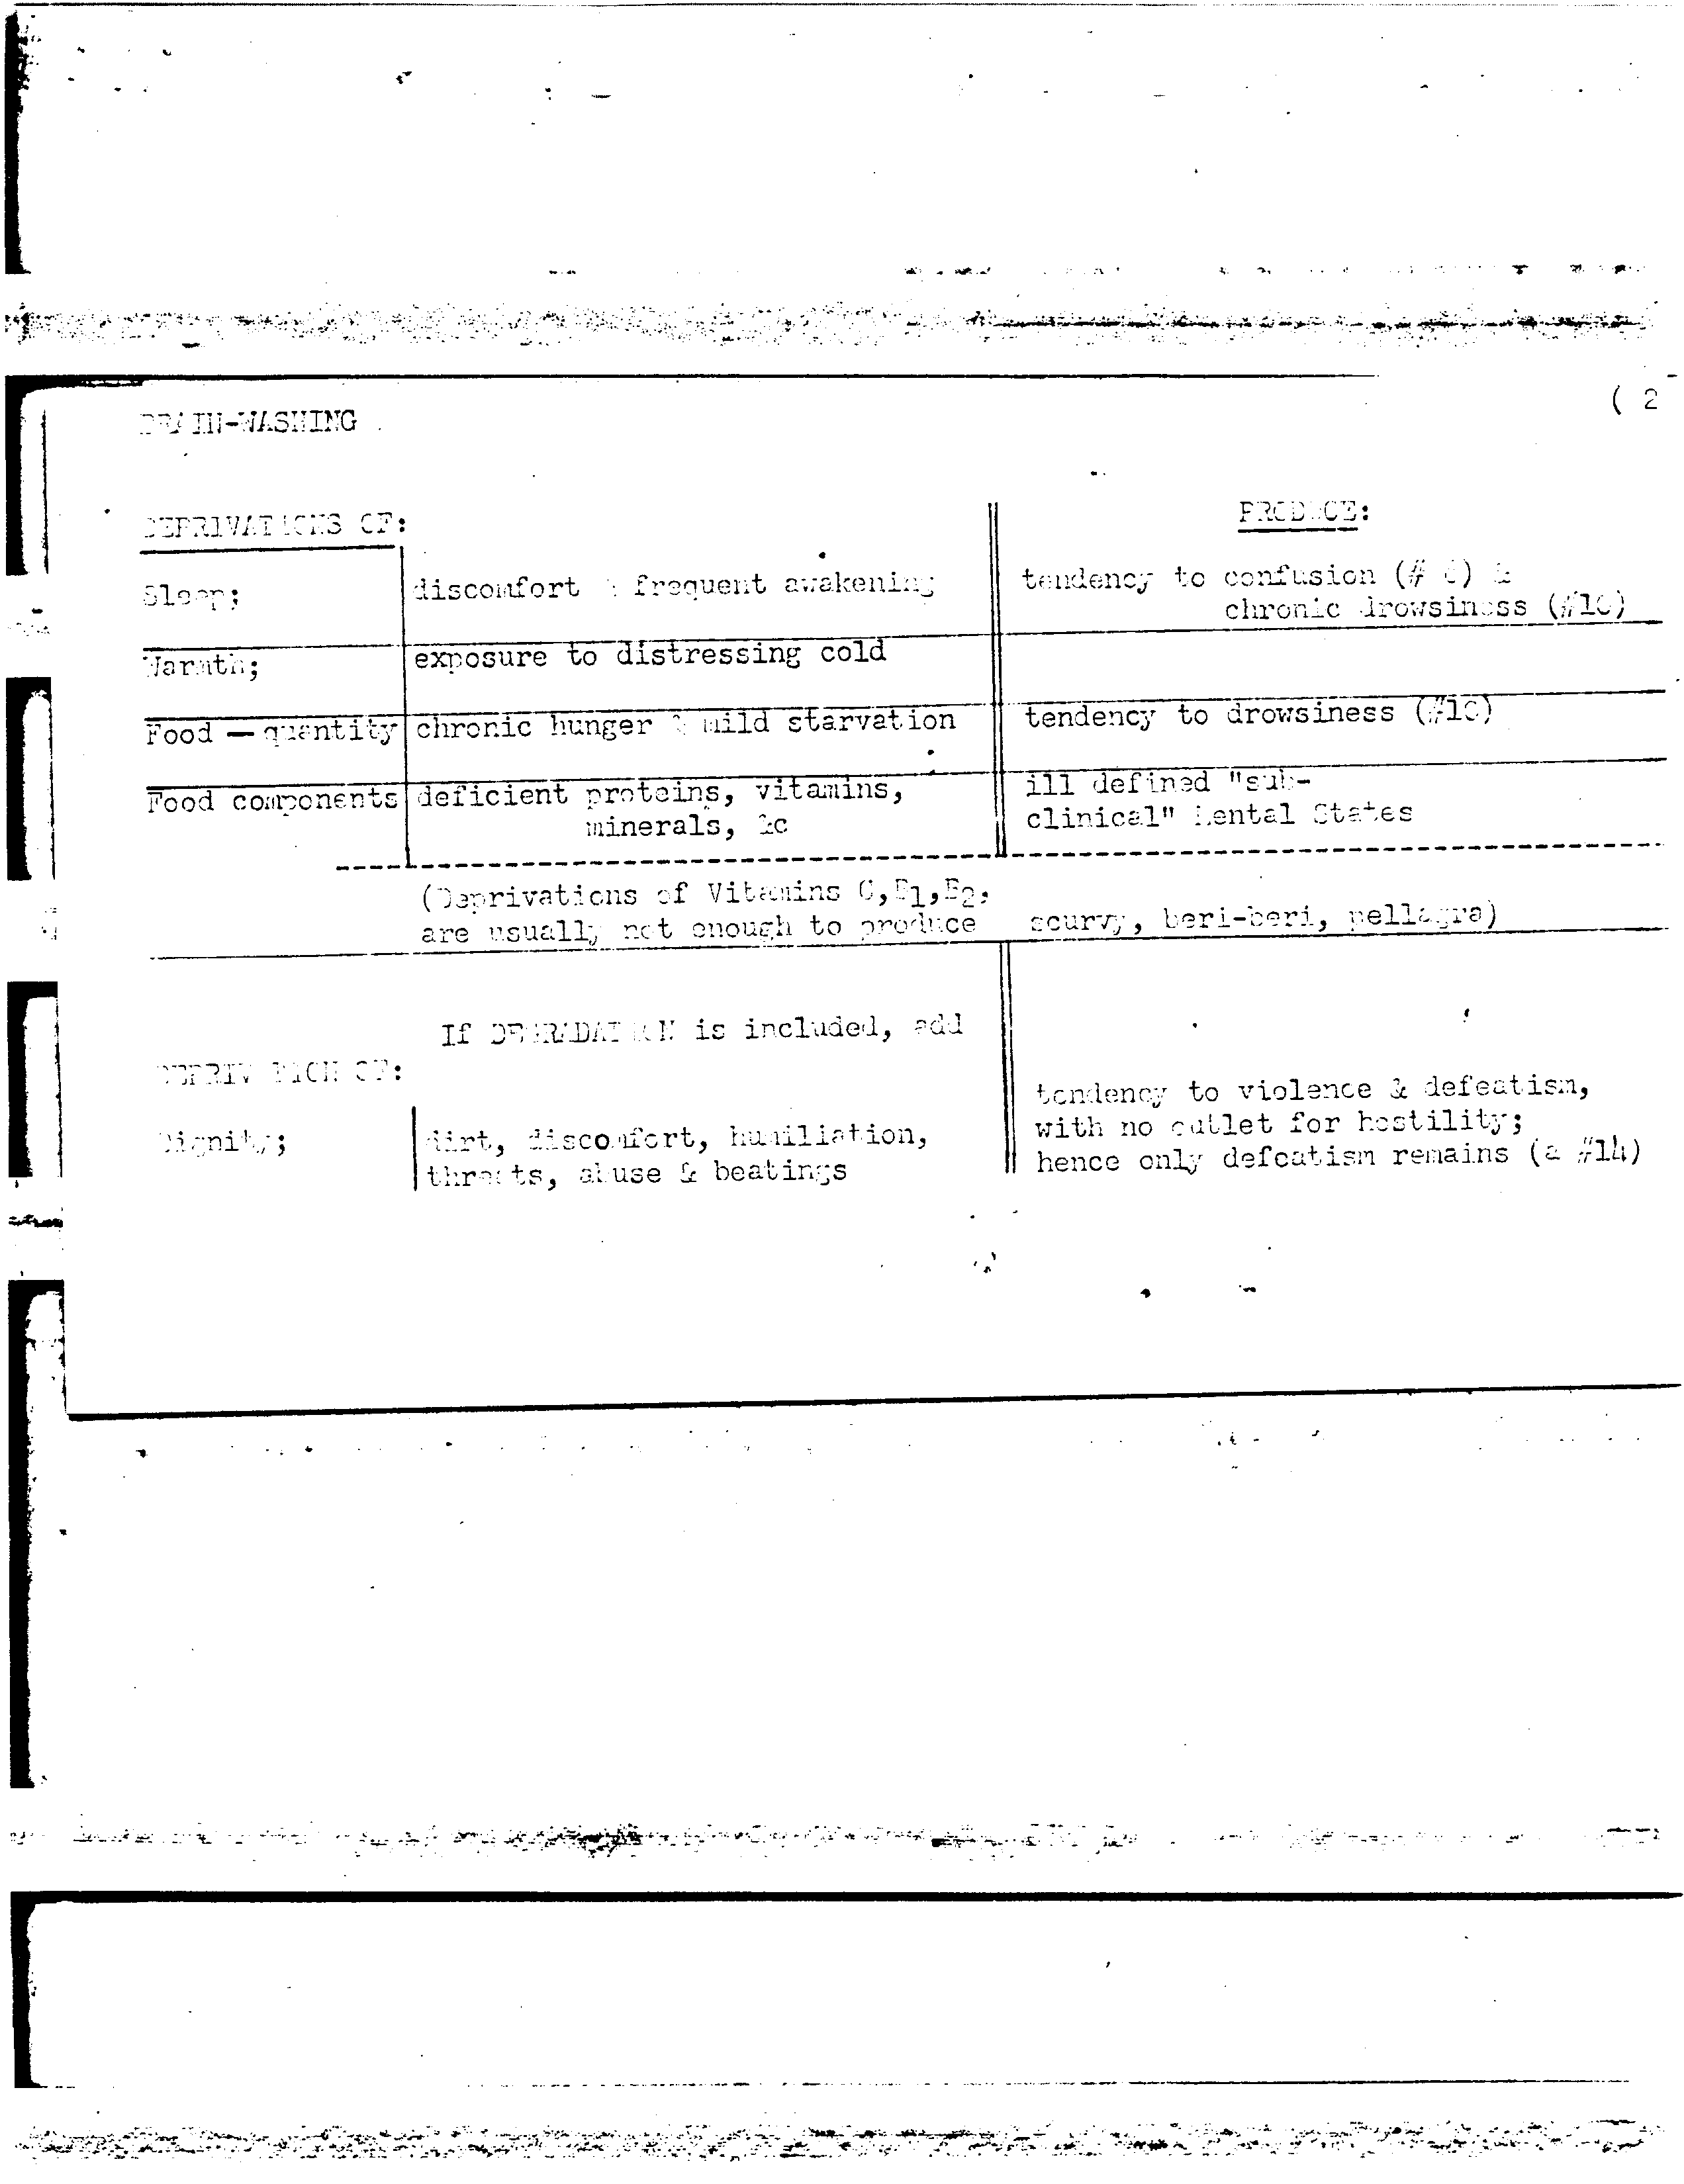 BRAIN-WASHING
( 2
DEPRIVATIONS OF:
PRODUCE:
Sleep; discomfort & frequent awakening tendency to confusion (# ) &
chronic drowsiness (#10)
Warmth; exposure to distressing cold
Food — quantity chronic hunger & mild starvation tendency to drowsiness (#10)
Food components deficient proteins, vitamins, ill defined "sub-
minerals, &c clinical" Mental States
(Deprivations of Vitamins C,B1,B2,
are usually not enough to produce scurvy, beri-beri, pellagra)
If DEGRADATION is included, add
DEPRIVATION OF:
Dignity; dirt, discomfort, humiliation, tendency to violence & defeatism,
threats, abuse & beatings with no outlet for hostility;
hence only defeatism remains (a #14)